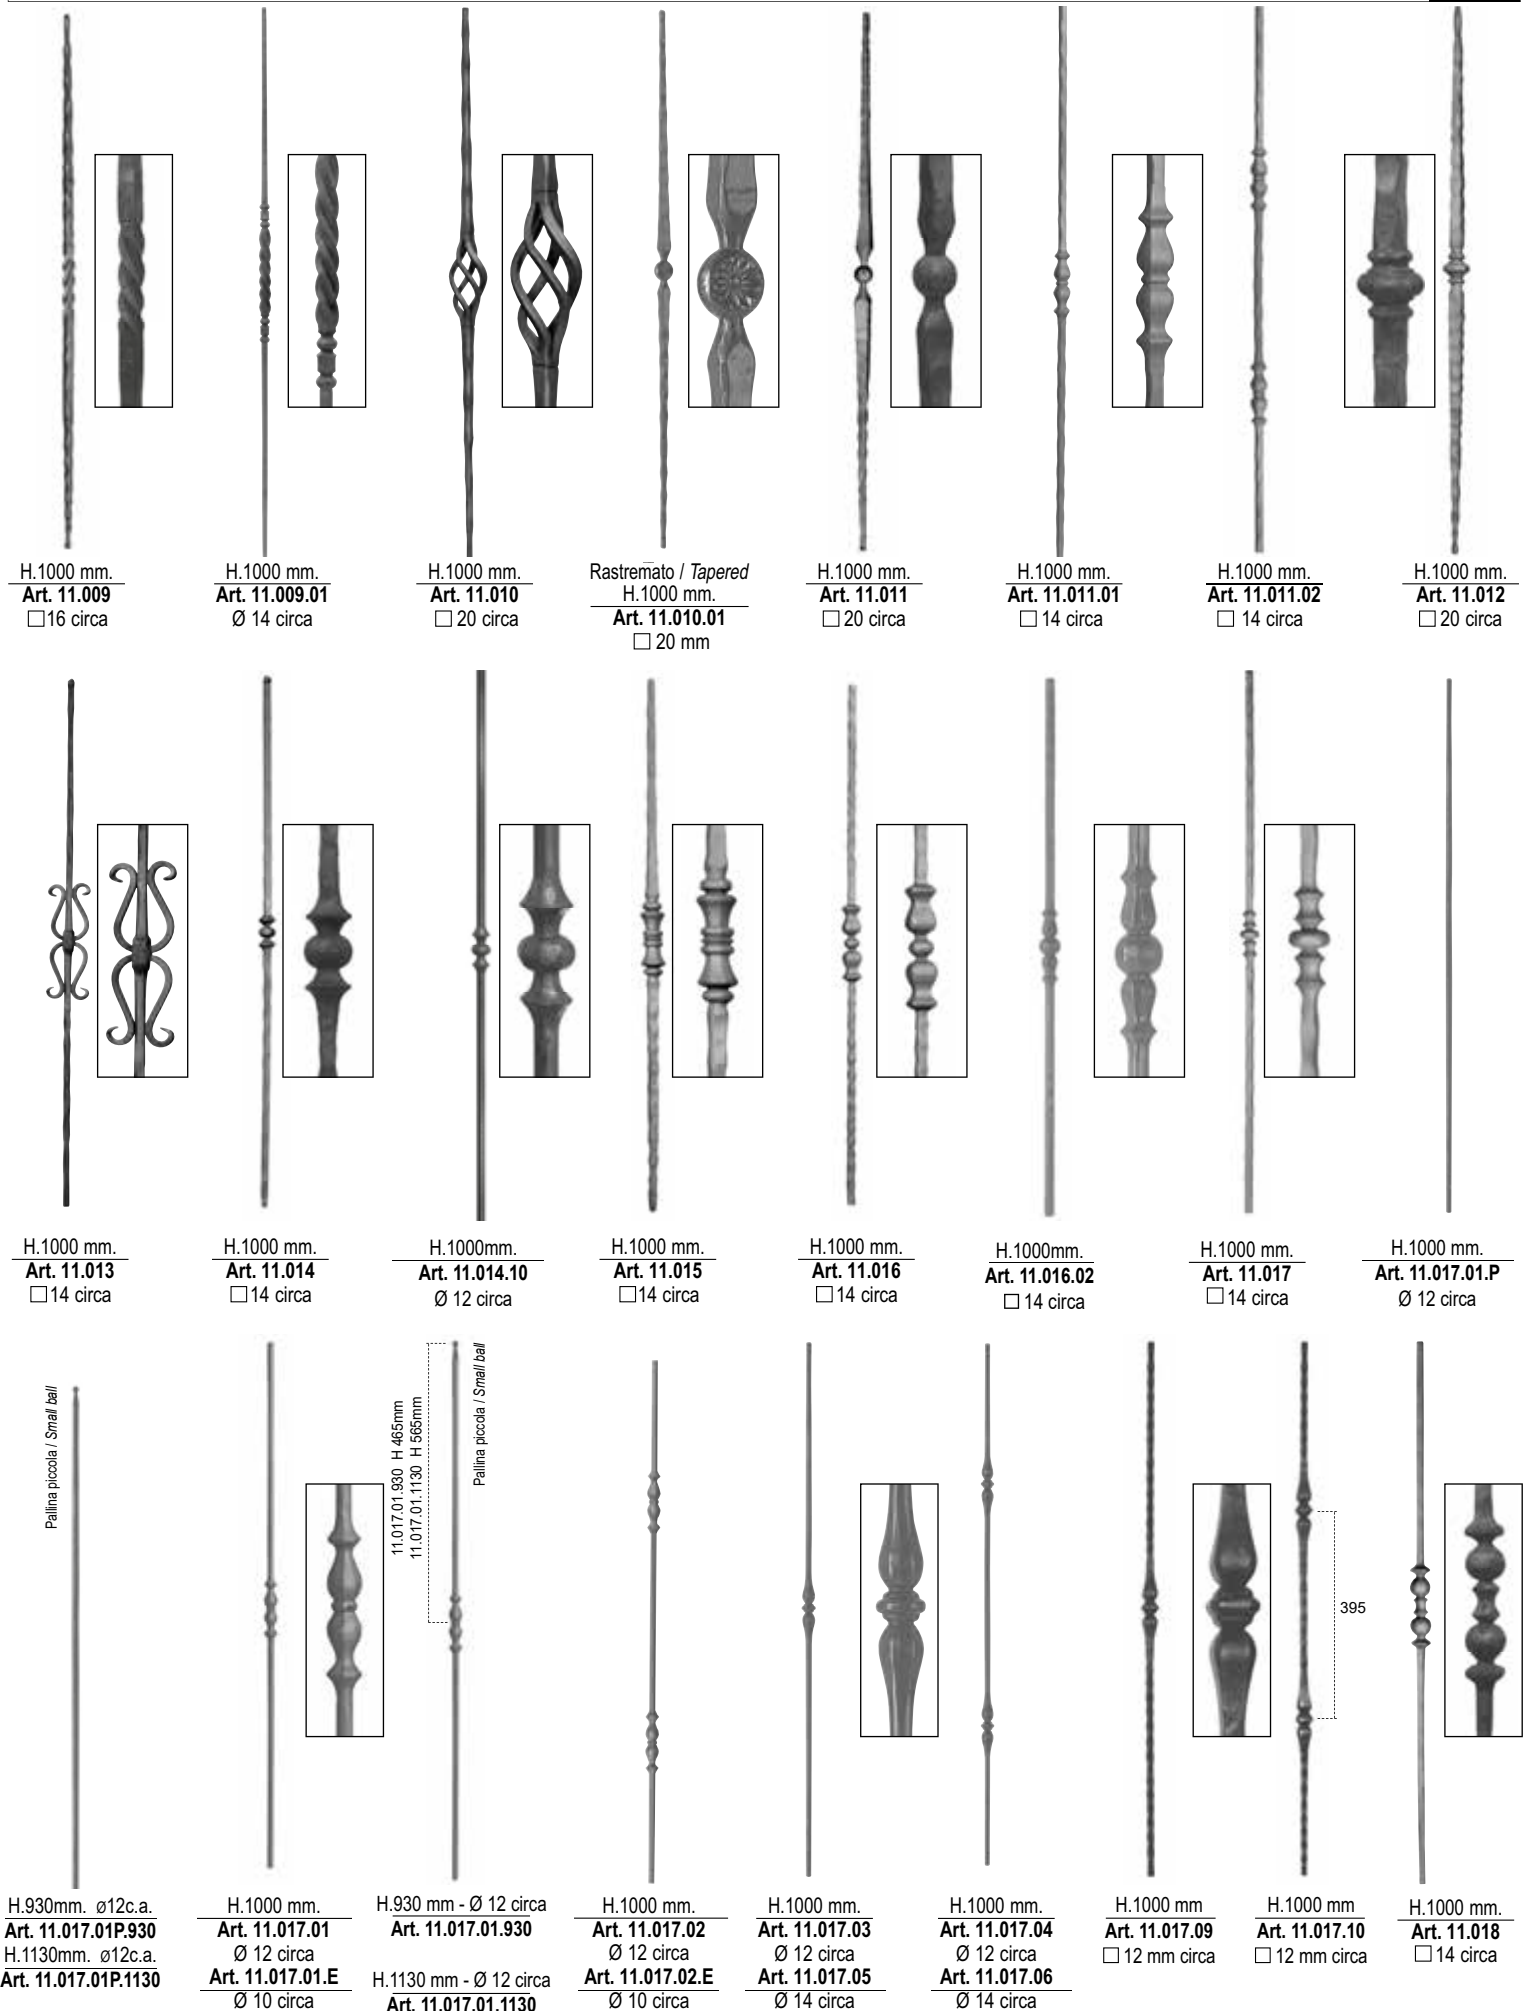 H.1000 mm.
Art. 11.009
16 circa
H.1000 mm.
Art. 11.009.01
Ø 14 circa
H.1000 mm.
Art. 11.010
20 circa
Rastremato / Tapered
H.1000 mm.
Art. 11.010.01
20 mm
H.1000 mm.
Art. 11.011
20 circa
H.1000 mm.
Art. 11.011.01
14 circa
H.1000 mm.
Art. 11.011.02
14 circa
H.1000 mm.
Art. 11.012
20 circa
H.1000 mm.
Art. 11.013
14 circa
H.1000 mm.
Art. 11.014
14 circa
H.1000mm.
Art. 11.014.10
Ø 12 circa
H.1000 mm.
Art. 11.015
14 circa
H.1000 mm.
Art. 11.016
14 circa
H.1000mm.
Art. 11.016.02
14 circa
H.1000 mm.
Art. 11.017
14 circa
H.1000 mm.
Art. 11.017.01.P
Ø 12 circa
Pallina piccola / Small ball
H.930mm. ø12c.a.
Art. 11.017.01P.930
H.1130mm. ø12c.a.
Art. 11.017.01P.1130
H.1000 mm.
Art. 11.017.01
Ø 12 circa
Art. 11.017.01.E
Ø 10 circa
11.017.01.930 H 465mm
11.017.01.1130 H 565mm
Pallina piccola / Small ball
H.930 mm - Ø 12 circa
Art. 11.017.01.930
H.1130 mm - Ø 12 circa
Art. 11.017.01.1130
H.1000 mm.
Art. 11.017.02
Ø 12 circa
Art. 11.017.02.E
Ø 10 circa
H.1000 mm.
Art. 11.017.03
Ø 12 circa
Art. 11.017.05
Ø 14 circa
H.1000 mm.
Art. 11.017.04
Ø 12 circa
Art. 11.017.06
Ø 14 circa
H.1000 mm
Art. 11.017.09
12 mm circa
395
H.1000 mm
Art. 11.017.10
12 mm circa
H.1000 mm.
Art. 11.018
14 circa